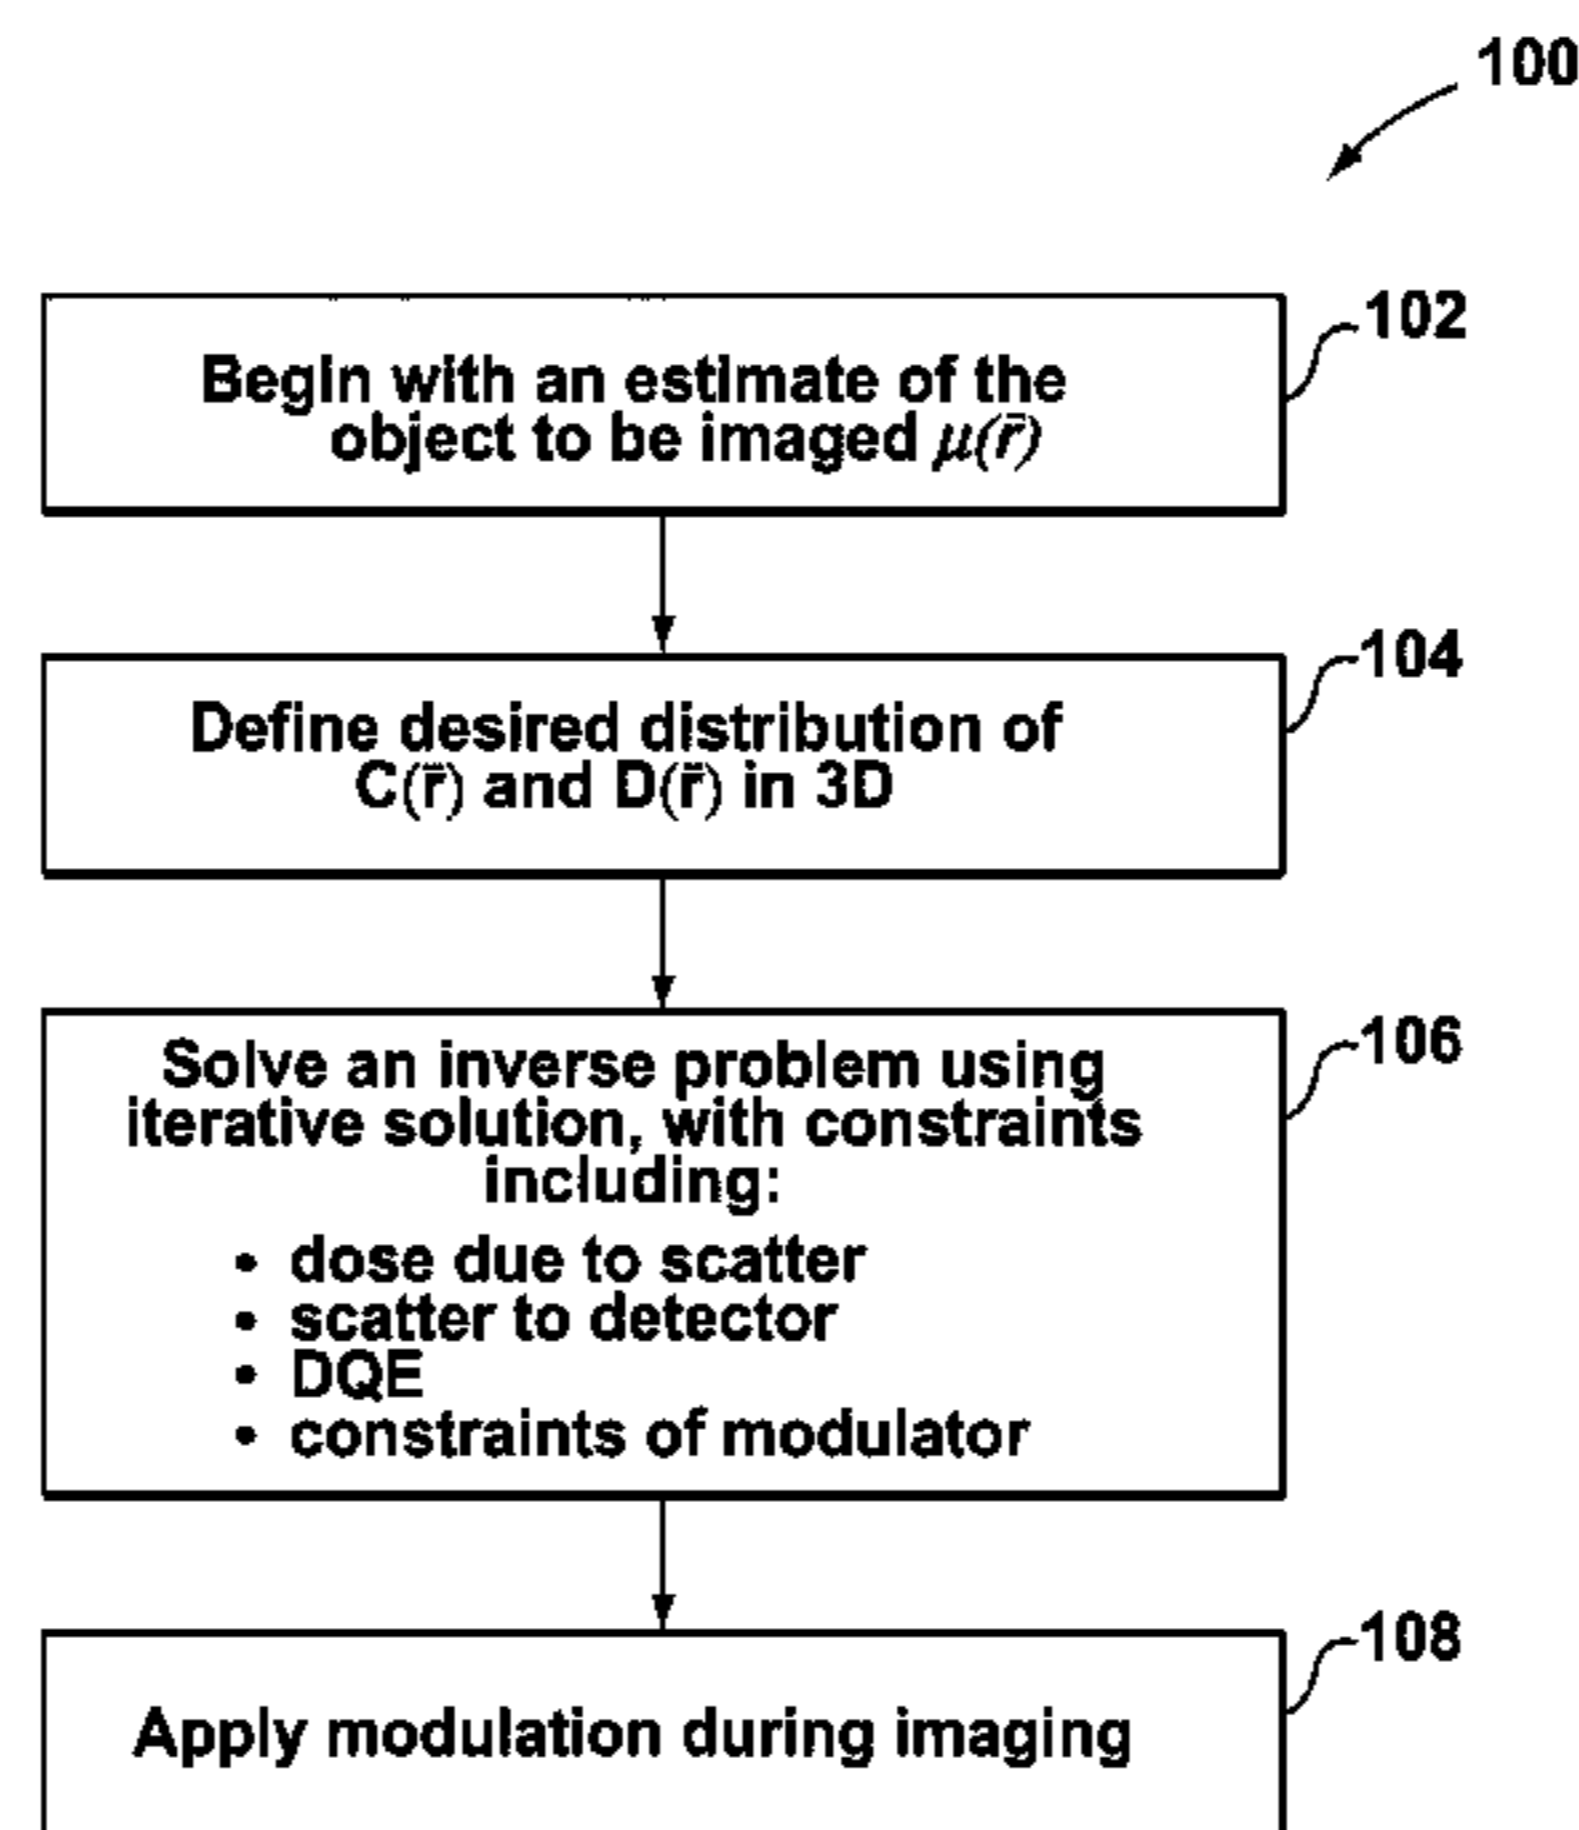 100
102
Begin with an estimate of the
object to be imaged μ(r̄)
104
Define desired distribution of
C(r̄) and D(r̄) in 3D
106
Solve an inverse problem using
iterative solution, with constraints
including:
• dose due to scatter
• scatter to detector
• DQE
• constraints of modulator
108
Apply modulation during imaging